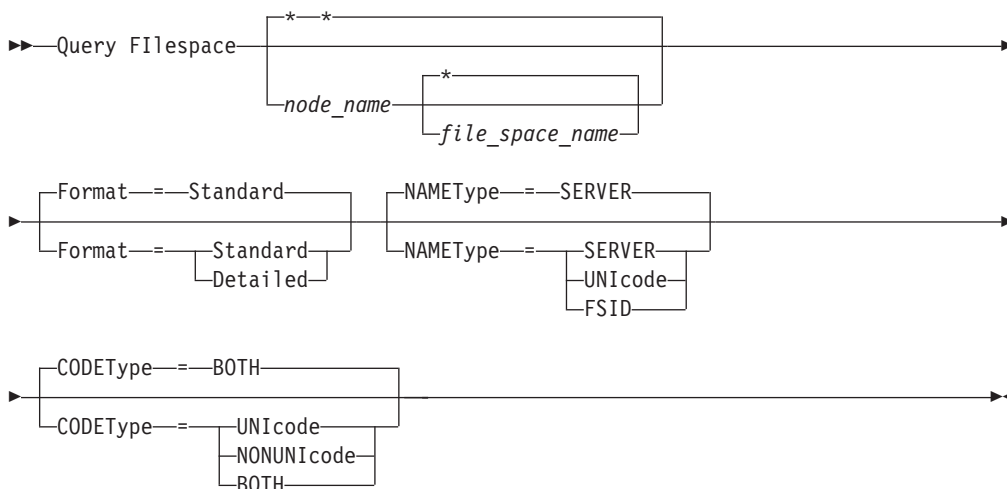 * *
Query FIlespace
*
node_name
file_space_name
Format = Standard NAMEType = SERVER
Format = Standard NAMEType = SERVER
Detailed UNIcode
FSID
CODEType = BOTH
CODEType = UNIcode
NONUNIcode
BOTH